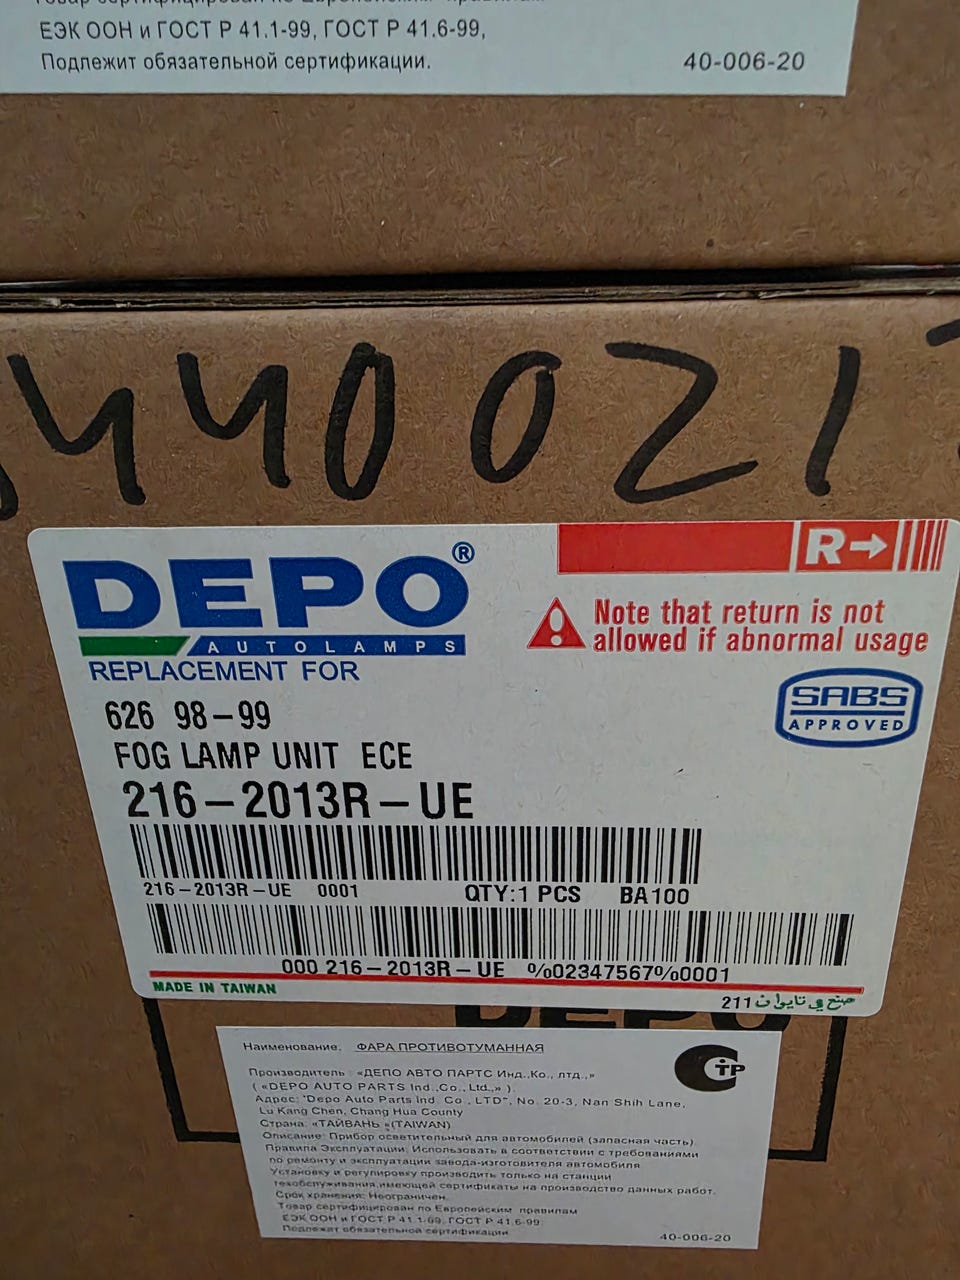 ЕЭК ООН и ГОСТ Р 41.1-99, ГОСТ Р 41.6-99,
Подлежит обязательной сертификации.
40-006-20
440021
DEPO®
AUTOLAMPS
REPLACEMENT FOR
R→
Note that return is not
allowed if abnormal usage
SABS
APPROVED
626 98-99
FOG LAMP UNIT ECE
216-2013R-UE
216-2013R-UE 0001 QTY:1 PCS BA100
000 216-2013R-UE %02347567%0001
MADE IN TAIWAN
صنع في تايوان 211
DEPO
Наименование: ФАРА ПРОТИВОТУМАННАЯ
Производитель: «ДЕПО АВТО ПАРТС Инд.,Ко., лтд.,»
( «DEPO AUTO PARTS Ind.,Co., Ltd.,» ).
Адрес: "Depo Auto Parts Ind. Co., LTD", No. 20-3, Nan Shih Lane,
Lu Kang Chen, Chang Hua County
Страна: «ТАЙВАНЬ »(TAIWAN)
Описание: Прибор осветительный для автомобилей (запасная часть).
Правила Эксплуатации: Использовать в соответствии с требованиями
по ремонту и эксплуатации завода-изготовителя автомобиля
Установку и регулировку производить только на станции
техобслуживания,имеющей сертификаты на производство данных работ.
Срок хранения: Неограничен.
Товар сертифицирован по Европейским правилам
ЕЭК ООН и ГОСТ Р 41.1-99, ГОСТ Р 41.6-99,
Подлежит обязательной сертификации.
40-006-20